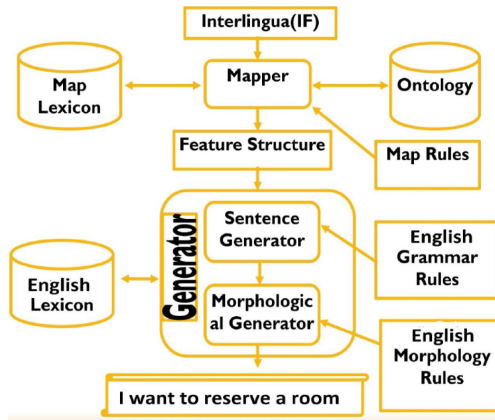 Interlingua(IF)
Map
Lexicon
Mapper
Ontology
Feature Structure
Map Rules
Generator
Sentence
Generator
English
Grammar
Rules
English
Lexicon
Morphologic
al Generator
English
Morphology
Rules
I want to reserve a room